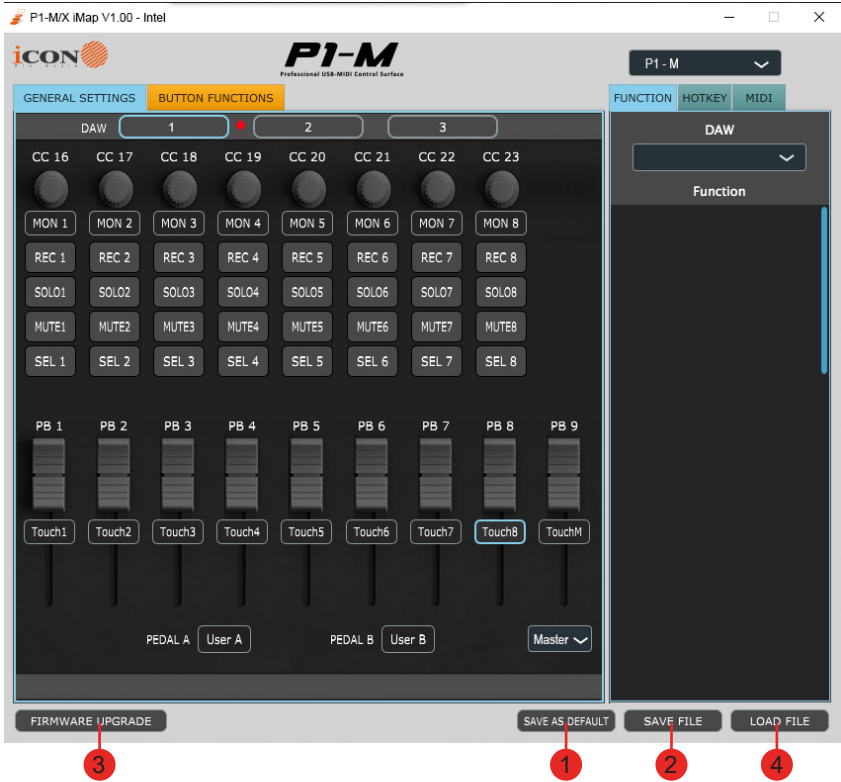 P1-M/X iMap V1.00 - Intel
icon
Pro Audio
P1-M
Professional USB-MIDI Control Surface
P1 - M
GENERAL SETTINGS BUTTON FUNCTIONS
FUNCTION HOTKEY MIDI
DAW 1 2 3
DAW
Function
CC 16 CC 17 CC 18 CC 19 CC 20 CC 21 CC 22 CC 23
MON 1 MON 2 MON 3 MON 4 MON 5 MON 6 MON 7 MON 8
REC 1 REC 2 REC 3 REC 4 REC 5 REC 6 REC 7 REC 8
SOLO1 SOLO2 SOLO3 SOLO4 SOLO5 SOLO6 SOLO7 SOLO8
MUTE1 MUTE2 MUTE3 MUTE4 MUTE5 MUTE6 MUTE7 MUTE8
SEL 1 SEL 2 SEL 3 SEL 4 SEL 5 SEL 6 SEL 7 SEL 8
PB 1 PB 2 PB 3 PB 4 PB 5 PB 6 PB 7 PB 8 PB 9
Touch1 Touch2 Touch3 Touch4 Touch5 Touch6 Touch7 Touch8 TouchM
PEDAL A User A PEDAL B User B Master
FIRMWARE UPGRADE SAVE AS DEFAULT SAVE FILE LOAD FILE
3 1 2 4